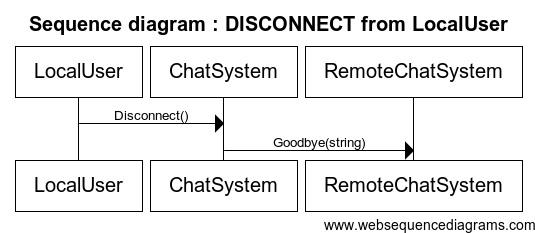 Sequence diagram : DISCONNECT from LocalUser
LocalUser ChatSystem RemoteChatSystem
Disconnect()
Goodbye(string)
LocalUser ChatSystem RemoteChatSystem
www.websequencediagrams.com